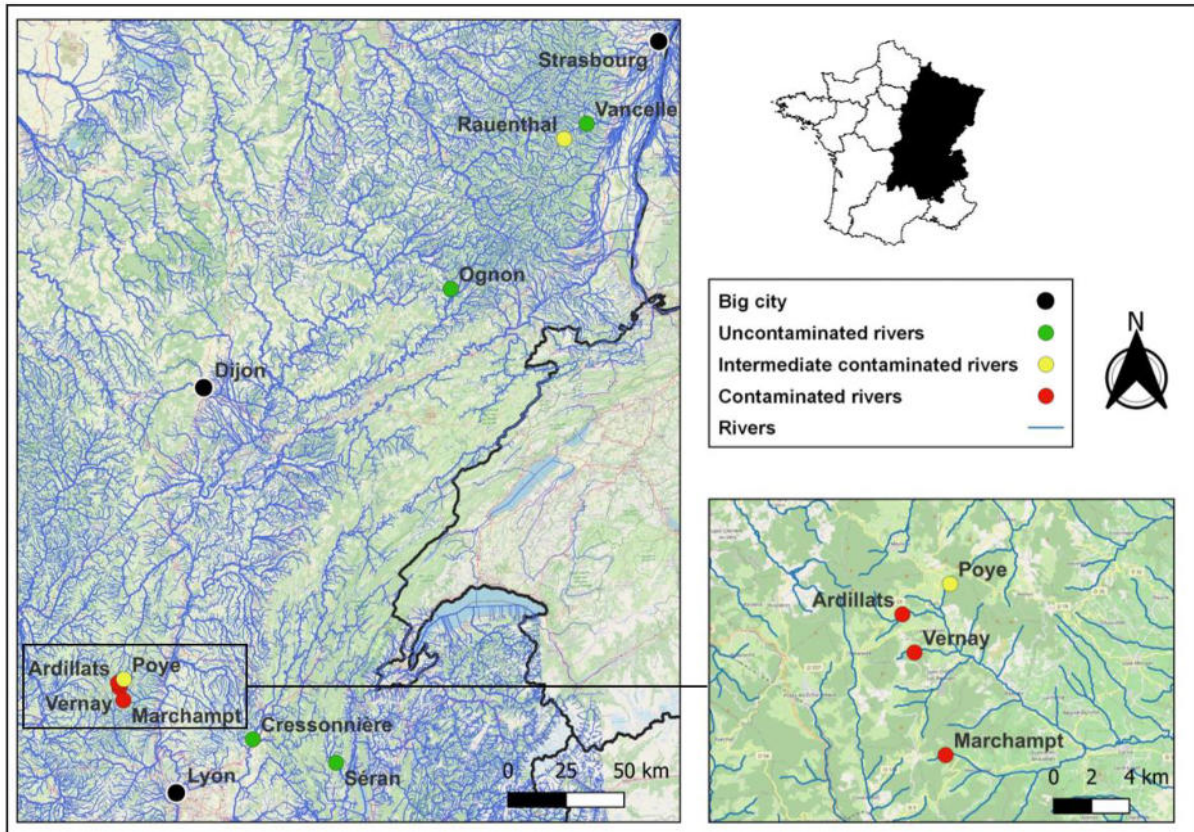 Strasbourg
Vancelle
Rauenthal
Ognon
Dijon
Ardillats
Poye
Vernay
Marchampt
Cressonnière
Séran
Lyon
0 25 50 km
Big city
Uncontaminated rivers
Intermediate contaminated rivers
Contaminated rivers
Rivers
N
Poye
Ardillats
Vernay
Marchampt
0 2 4 km